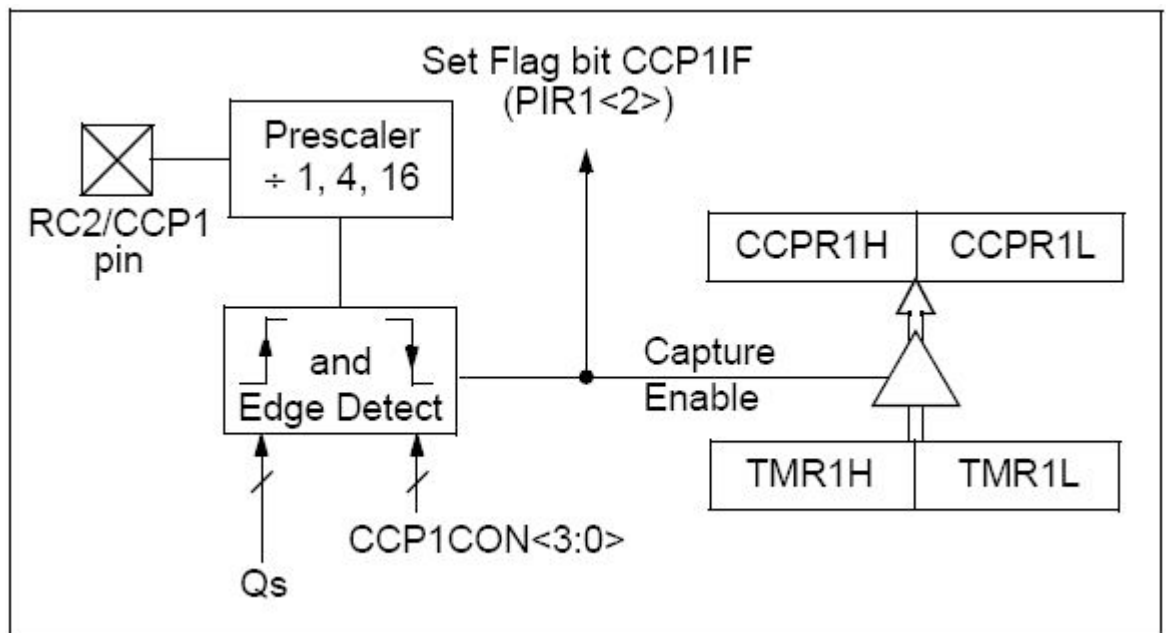 Set Flag bit CCP1IF
(PIR1<2>)
Prescaler
÷ 1, 4, 16
RC2/CCP1
pin
CCPR1H
CCPR1L
and
Edge Detect
Capture
Enable
TMR1H
TMR1L
CCP1CON<3:0>
Qs